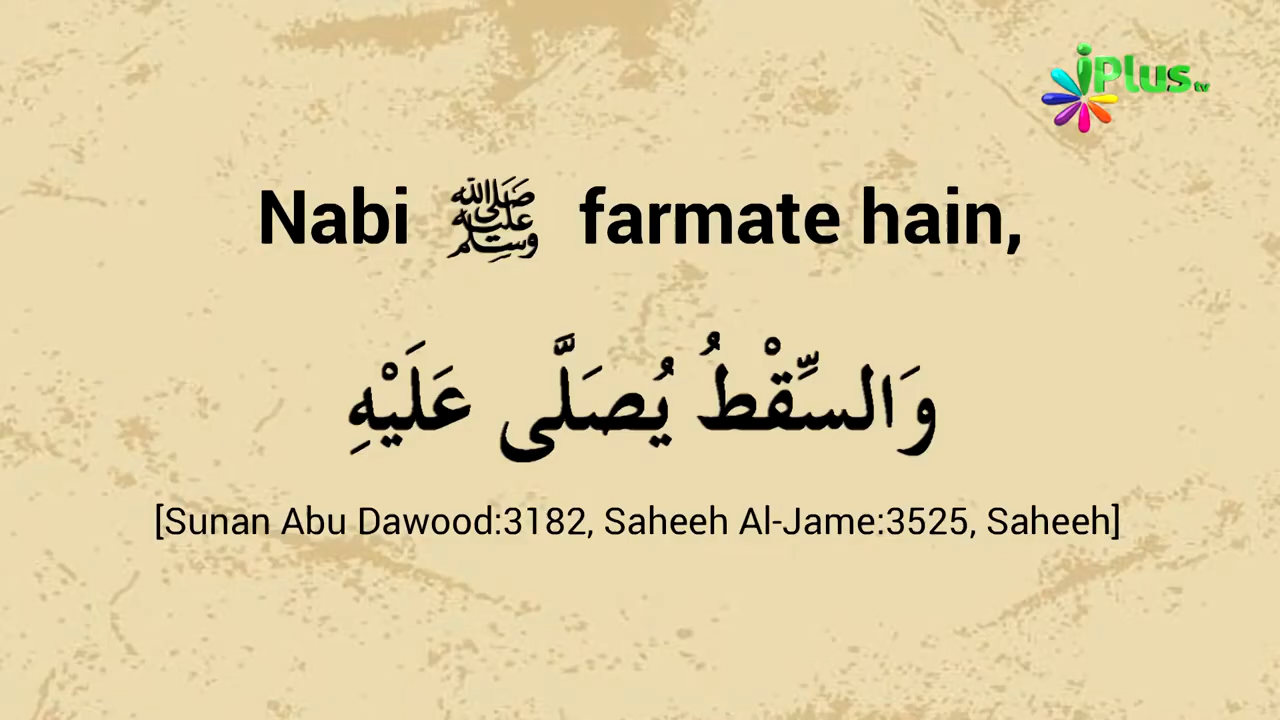 iPlus tv
Nabi ﷺ farmate hain,
وَالسِّقْطُ يُصَلَّى عَلَيْهِ
[Sunan Abu Dawood:3182, Saheeh Al-Jame:3525, Saheeh]